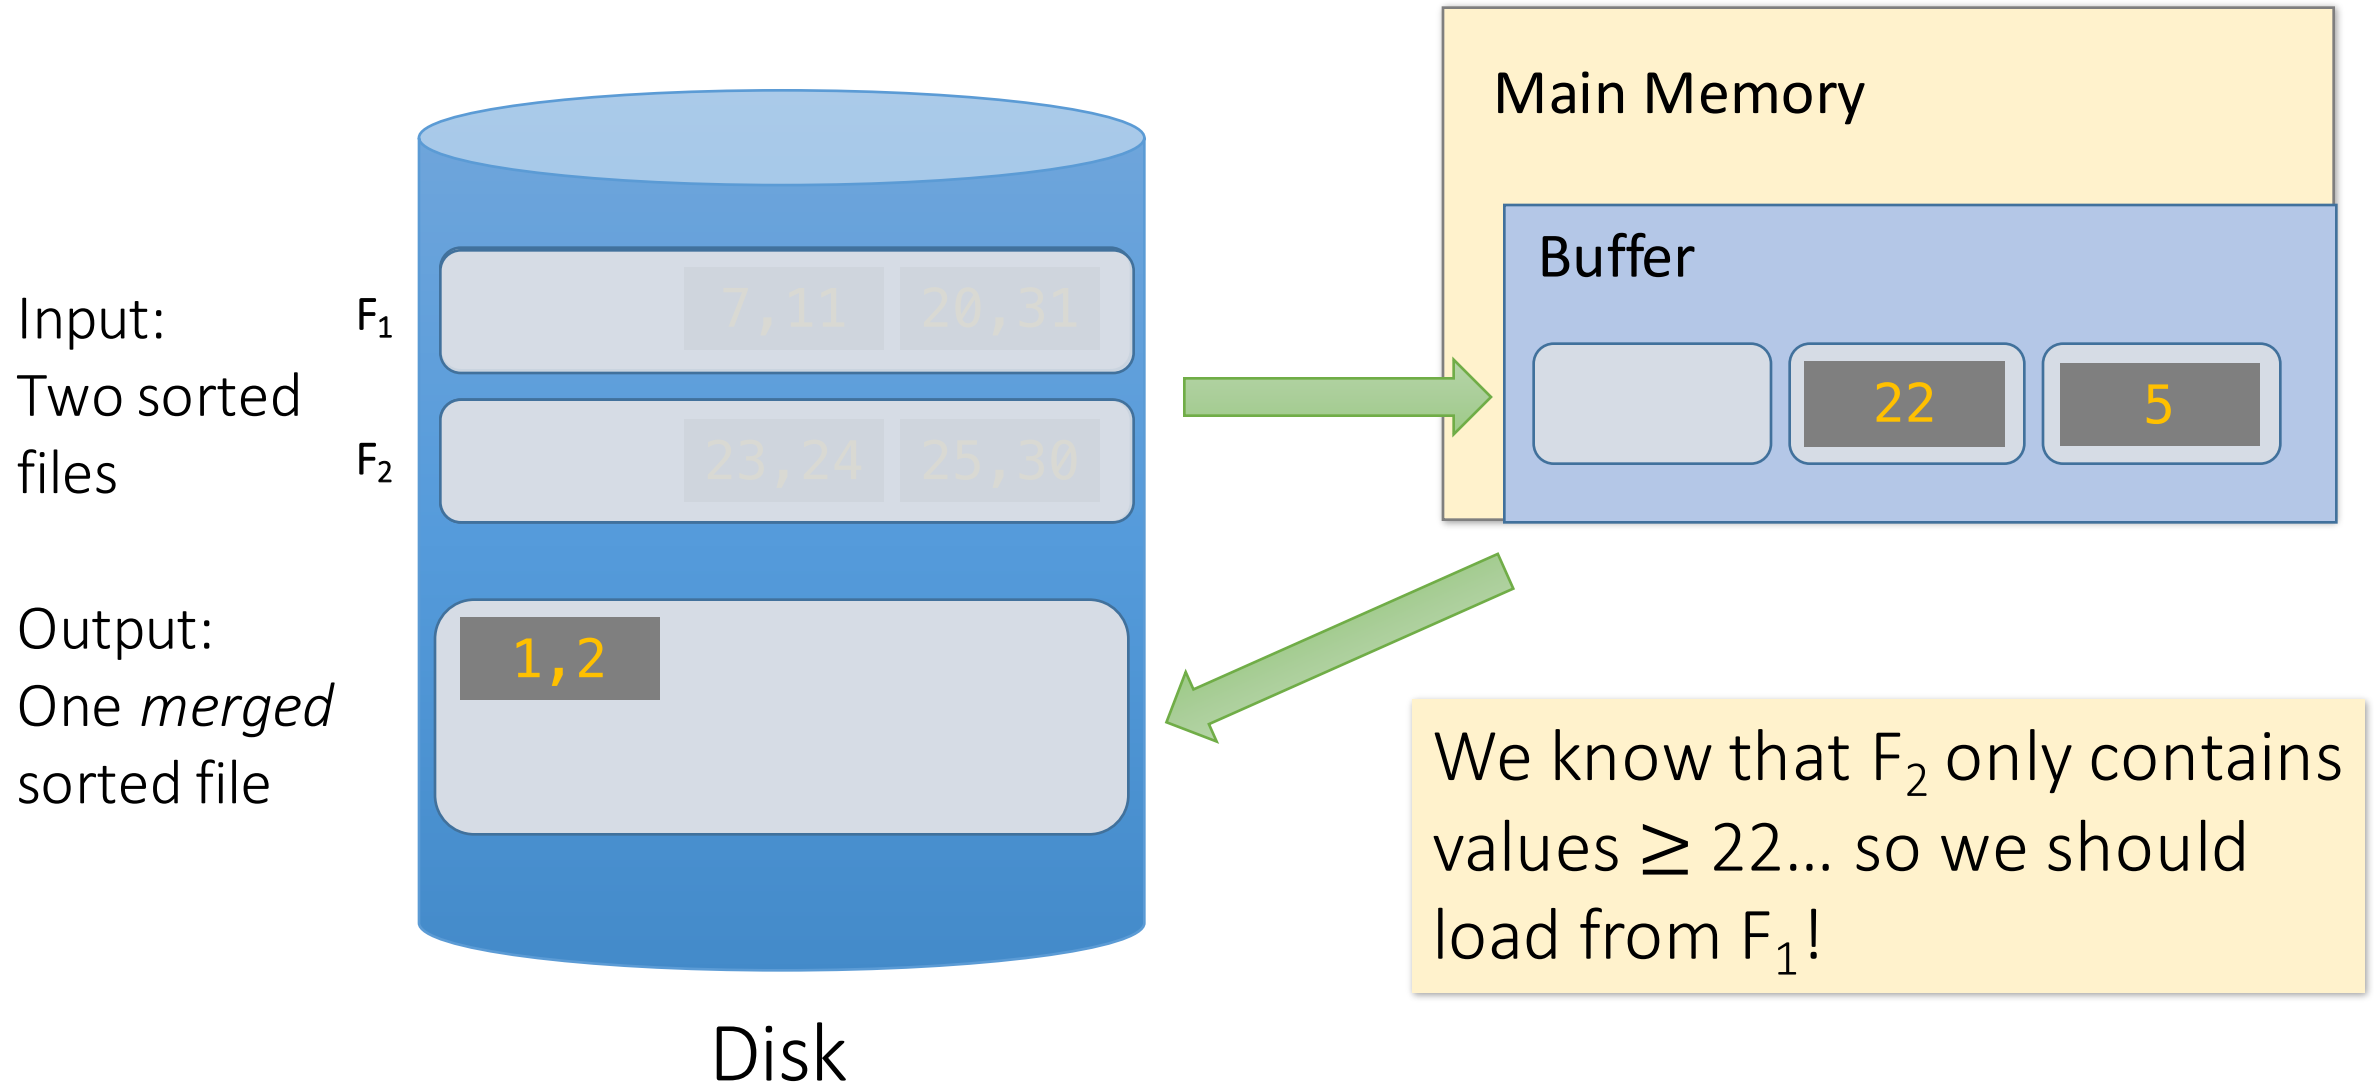 Main Memory
Buffer
Input:
Two sorted
files
F₁
7,11
20,31
F₂
23,24
25,30
22
5
Output:
One merged
sorted file
1,2
We know that F₂ only contains
values ≥ 22... so we should
load from F₁!
Disk